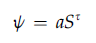 ψ = aS^τ